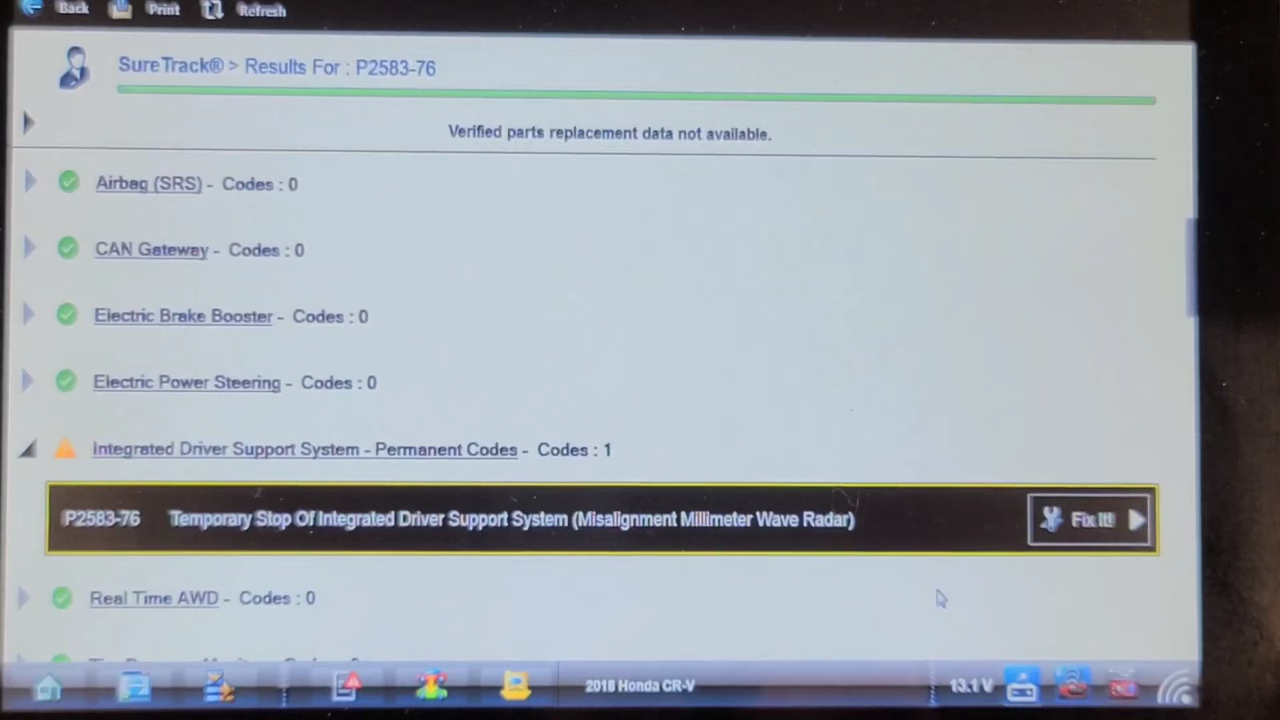 Back Print Refresh
SureTrack® > Results For : P2583-76
Verified parts replacement data not available.
Airbag (SRS) - Codes : 0
CAN Gateway - Codes : 0
Electric Brake Booster - Codes : 0
Electric Power Steering - Codes : 0
Integrated Driver Support System - Permanent Codes - Codes : 1
P2583-76 Temporary Stop Of Integrated Driver Support System (Misalignment Millimeter Wave Radar) Fix It!
Real Time AWD - Codes : 0
2018 Honda CR-V 13.1 V